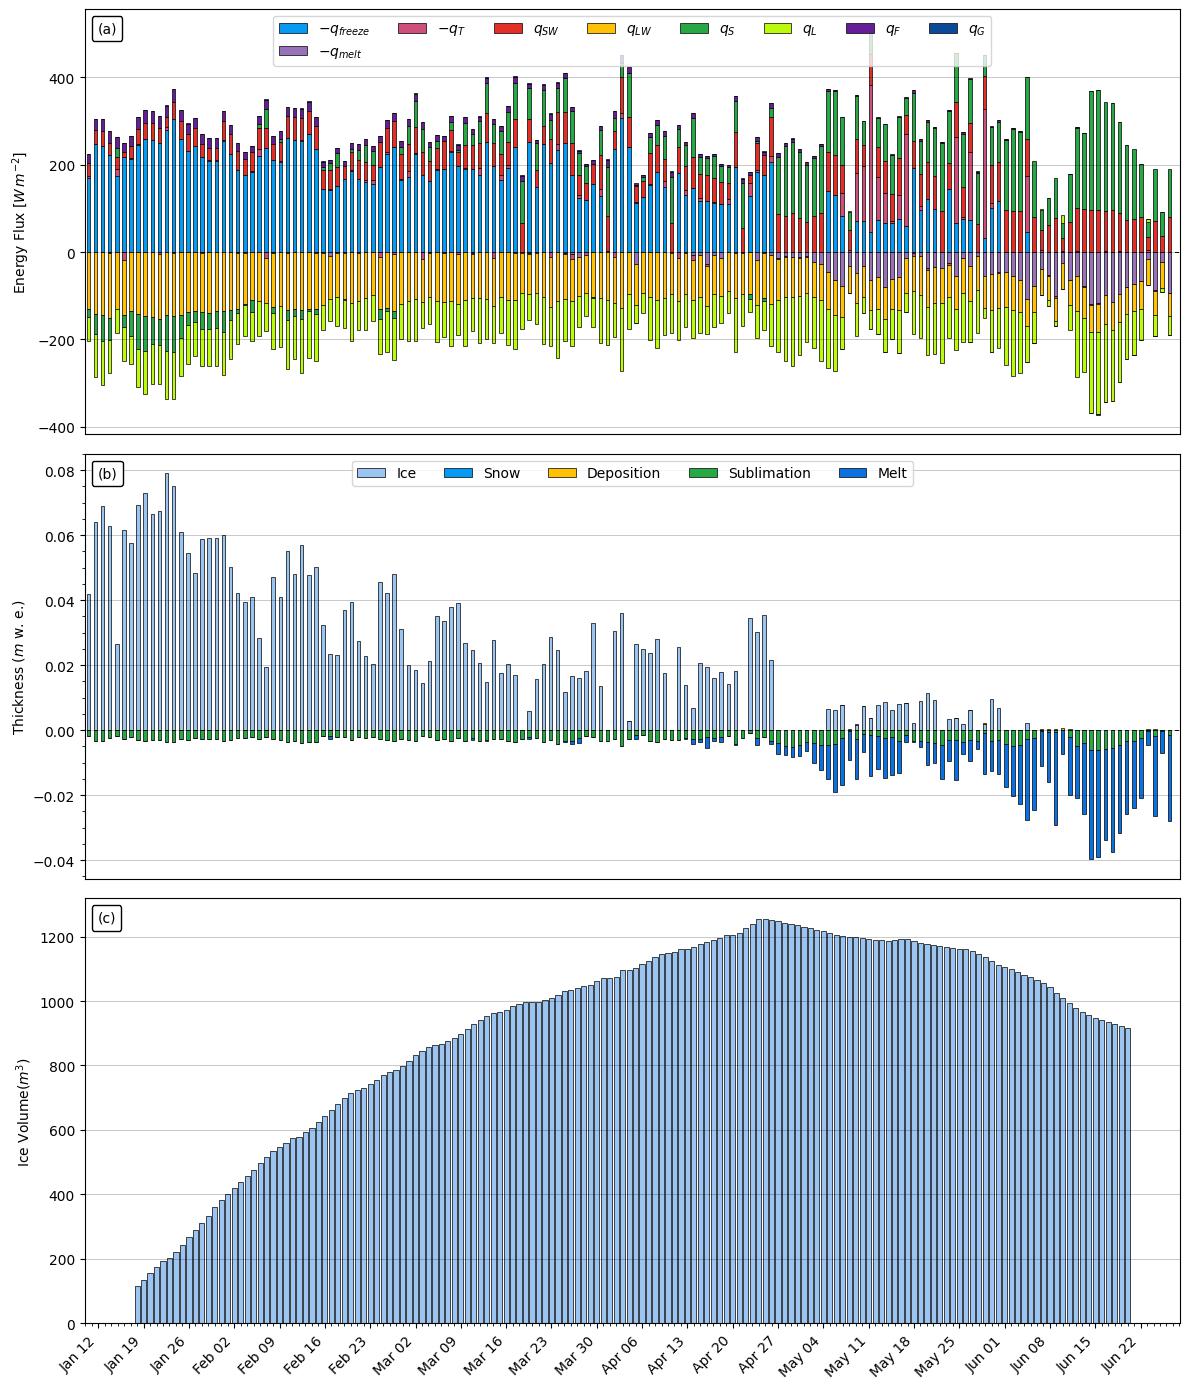 (a)
−q_freeze −q_T q_SW q_LW q_S q_L q_F q_G
−q_melt
400
200
0
−200
−400
Energy Flux [W m⁻²]
(b)
Ice Snow Deposition Sublimation Melt
0.08
0.06
0.04
0.02
0.00
−0.02
−0.04
Thickness (m w. e.)
(c)
1200
1000
800
600
400
200
0
Ice Volume(m³)
Jan 12 Jan 19 Jan 26 Feb 02 Feb 09 Feb 16 Feb 23 Mar 02 Mar 09 Mar 16 Mar 23 Mar 30 Apr 06 Apr 13 Apr 20 Apr 27 May 04 May 11 May 18 May 25 Jun 01 Jun 08 Jun 15 Jun 22